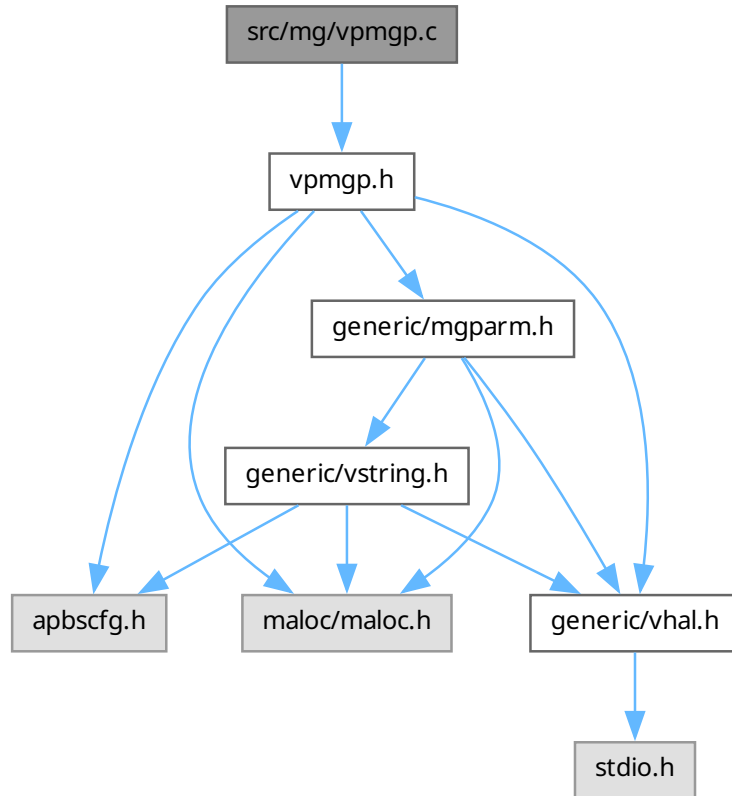 src/mg/vpmgp.c
vpmgp.h
generic/mgparm.h
generic/vstring.h
apbscfg.h
maloc/maloc.h
generic/vhal.h
stdio.h